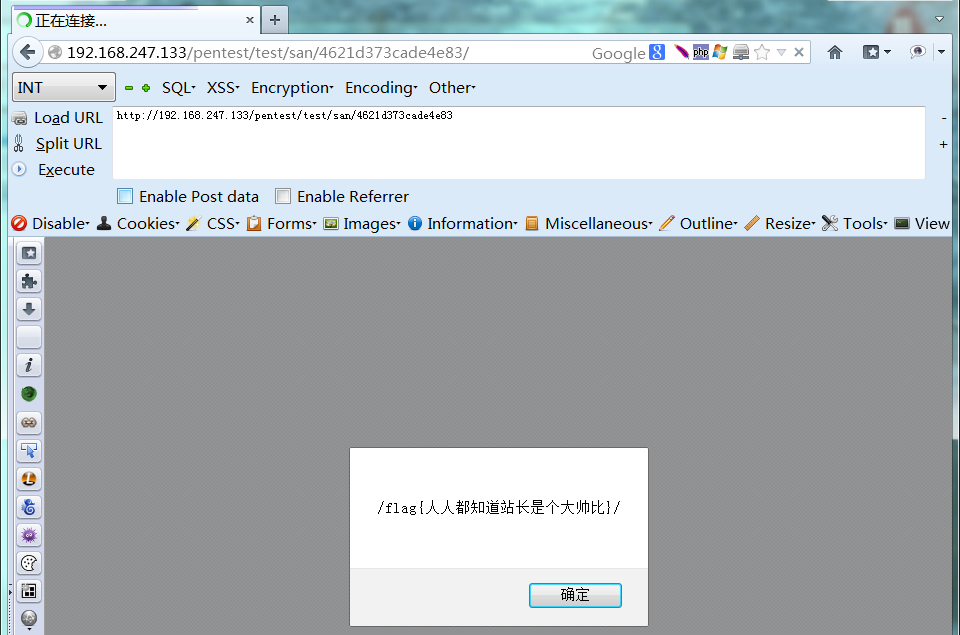 正在连接...
192.168.247.133/pentest/test/san/4621d373cade4e83/
Google
8
php
INT
SQL
XSS
Encryption
Encoding
Other
Load URL
http://192.168.247.133/pentest/test/san/4621d373cade4e83
Split URL
Execute
Enable Post data
Enable Referrer
Disable
Cookies
CSS
Forms
Images
Information
Miscellaneous
Outline
Resize
Tools
View
/flag{人人都知道站长是个大帅比}/
确定